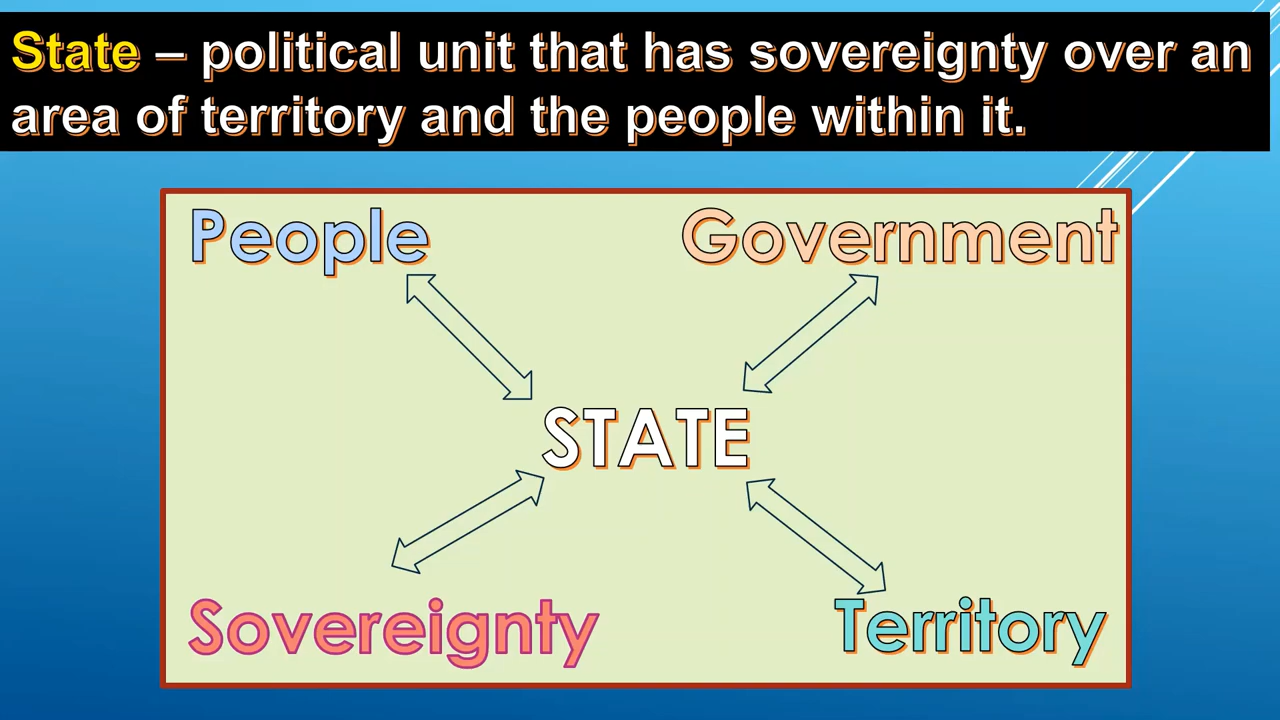 State – political unit that has sovereignty over an
area of territory and the people within it.
People
Government
STATE
Sovereignty
Territory